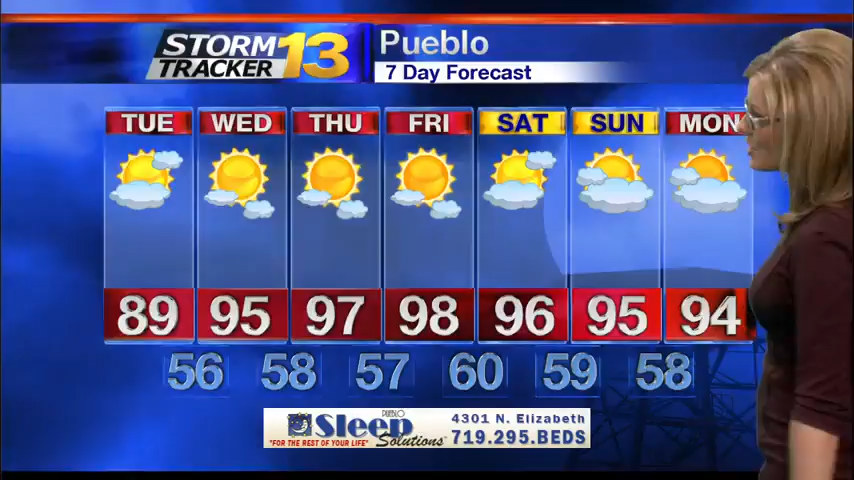 STORM
TRACKER 13
Pueblo
7 Day Forecast
TUE WED THU FRI SAT SUN MON
89 95 97 98 96 95 94
56 58 57 60 59 58
PUEBLO
Sleep
Solutions
"FOR THE REST OF YOUR LIFE"
4301 N. Elizabeth
719.295.BEDS